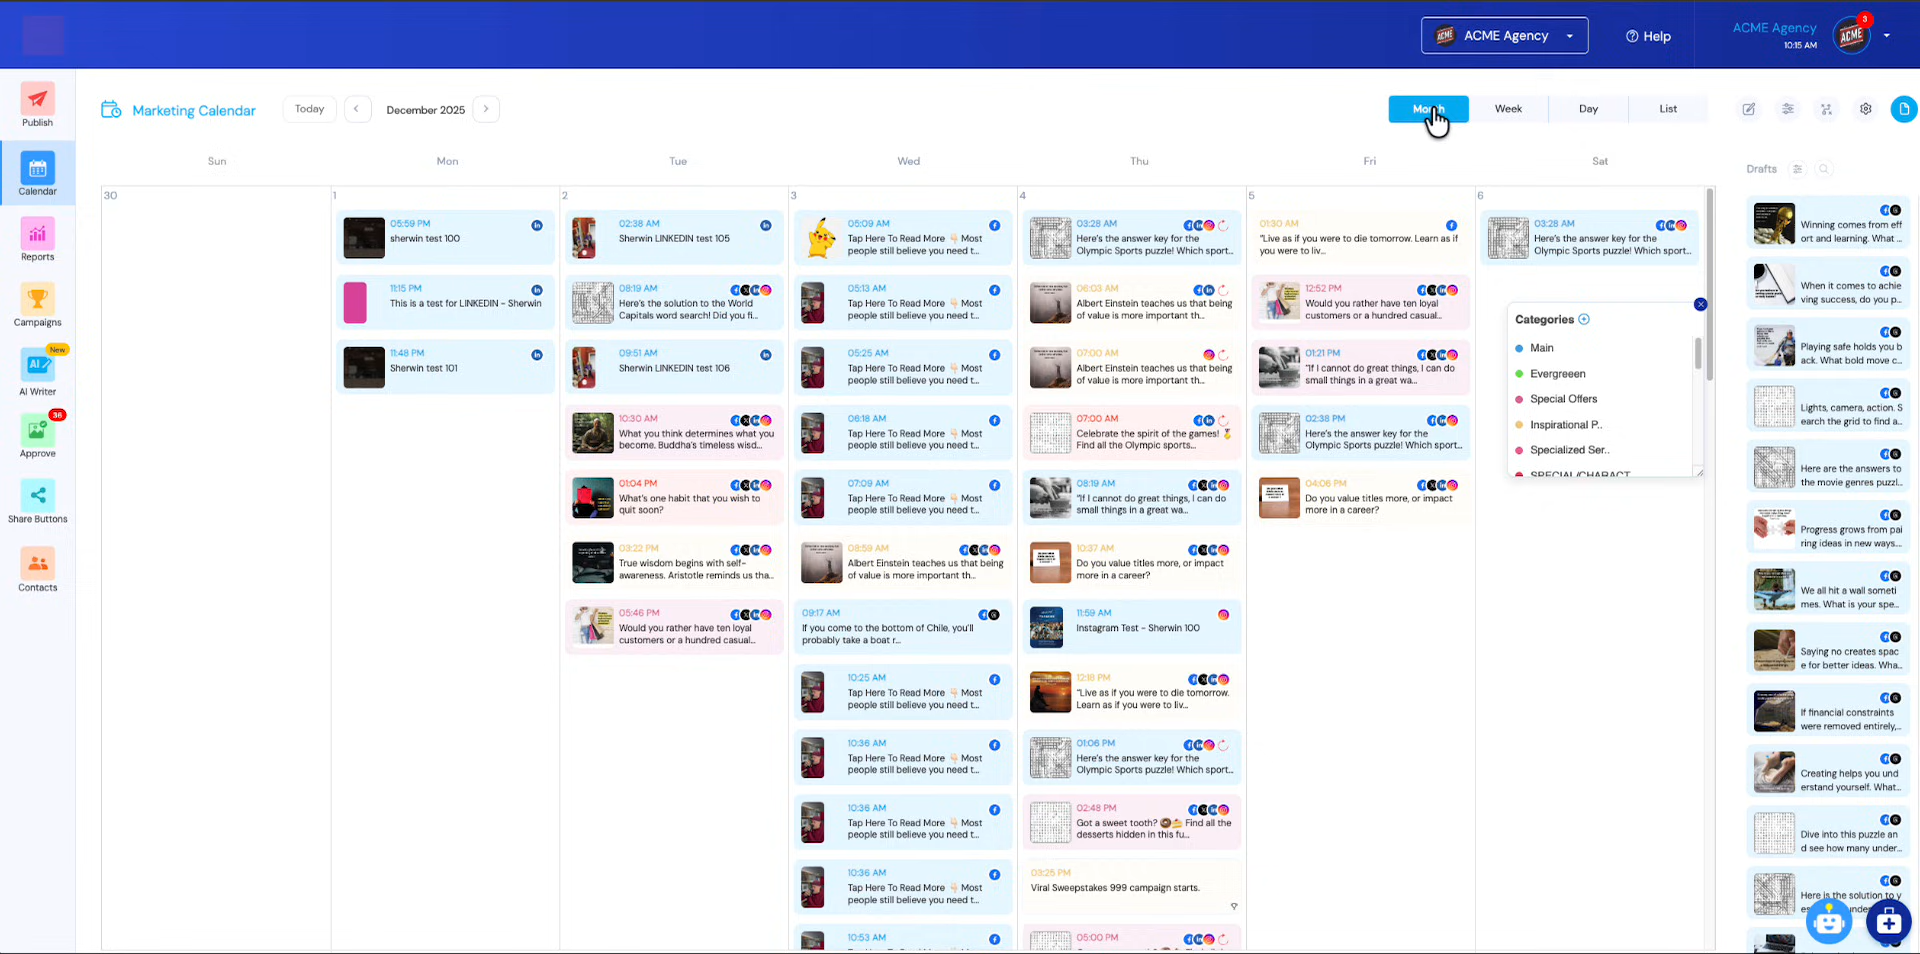 ACME Agency
Help
ACME Agency
10:15 AM
3
Publish
Calendar
Reports
Campaigns
New
AI Writer
36
Approve
Share Buttons
Contacts
Marketing Calendar
Today
December 2025
Month
Week
Day
List
Sun
Mon
Tue
Wed
Thu
Fri
Sat
30
1
05:59 PM
sherwin test 100
11:15 PM
This is a test for LINKEDIN - Sherwin
11:48 PM
Sherwin test 101
2
02:38 AM
Sherwin LINKEDIN test 105
08:19 AM
Here's the solution to the World
Capitals word search! Did you fi...
09:51 AM
Sherwin LINKEDIN test 106
10:30 AM
What you think determines what you
become. Buddha's timeless wisd...
01:04 PM
What's one habit that you wish to
quit soon?
03:22 PM
True wisdom begins with self-
awareness. Aristotle reminds us tha...
05:46 PM
Would you rather have ten loyal
customers or a hundred casual...
3
05:09 AM
Tap Here To Read More 👇🏻 Most
people still believe you need t...
05:13 AM
Tap Here To Read More 👇🏻 Most
people still believe you need t...
05:25 AM
Tap Here To Read More 👇🏻 Most
people still believe you need t...
06:18 AM
Tap Here To Read More 👇🏻 Most
people still believe you need t...
07:09 AM
Tap Here To Read More 👇🏻 Most
people still believe you need t...
08:59 AM
Albert Einstein teaches us that being
of value is more important th...
09:17 AM
If you come to the bottom of Chile, you'll
probably take a boat r...
10:25 AM
Tap Here To Read More 👇🏻 Most
people still believe you need t...
10:36 AM
Tap Here To Read More 👇🏻 Most
people still believe you need t...
10:36 AM
Tap Here To Read More 👇🏻 Most
people still believe you need t...
10:36 AM
Tap Here To Read More 👇🏻 Most
people still believe you need t...
10:53 AM
4
03:28 AM
Here's the answer key for the
Olympic Sports puzzle! Which sport...
06:03 AM
Albert Einstein teaches us that being
of value is more important th...
07:00 AM
Albert Einstein teaches us that being
of value is more important th...
07:00 AM
Celebrate the spirit of the games! 🏅
Find all the Olympic sports...
08:19 AM
"If I cannot do great things, I can do
small things in a great wa...
10:37 AM
Do you value titles more, or impact
more in a career?
11:59 AM
Instagram Test - Sherwin 100
12:18 PM
"Live as if you were to die tomorrow.
Learn as if you were to liv...
01:06 PM
Here's the answer key for the
Olympic Sports puzzle! Which sport...
02:48 PM
Got a sweet tooth? 🍩🍰 Find all the
desserts hidden in this fu...
03:25 PM
Viral Sweepstakes 999 campaign starts.
05:00 PM
5
01:30 AM
"Live as if you were to die tomorrow. Learn as if
you were to liv...
12:52 PM
Would you rather have ten loyal
customers or a hundred casual...
01:21 PM
"If I cannot do great things, I can do
small things in a great wa...
02:38 PM
Here's the answer key for the
Olympic Sports puzzle! Which sport...
04:06 PM
Do you value titles more, or impact
more in a career?
6
03:28 AM
Here's the answer key for the
Olympic Sports puzzle! Which sport...
Categories
Main
Evergreeen
Special Offers
Inspirational P..
Specialized Ser..
SPECIAL/CHARACT
Drafts
Winning comes from eff
ort and learning. What ...
When it comes to achie
ving success, do you p...
Playing safe holds you b
ack. What bold move c...
Lights, camera, action. S
earch the grid to find a...
Here are the answers to
the movie genres puzzl...
Progress grows from pai
ring ideas in new ways....
We all hit a wall someti
mes. What is your spe...
Saying no creates spac
e for better ideas. Wha...
If financial constraints
were removed entirely,...
Creating helps you und
erstand yourself. What...
Dive into this puzzle an
d see how many under...
Here is the solution to y